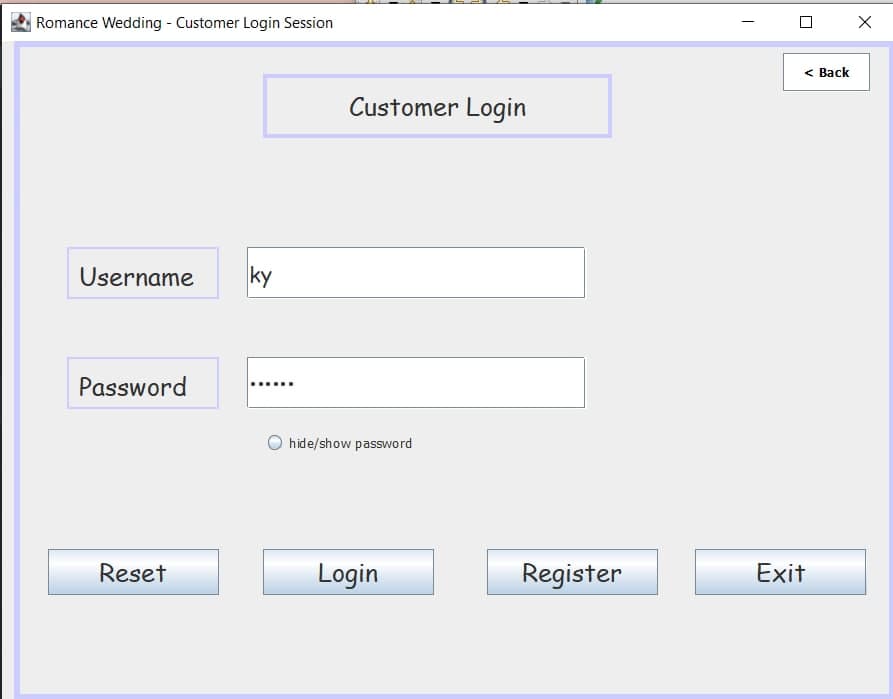 Romance Wedding - Customer Login Session
< Back
Customer Login
Username
ky
Password
••••••
hide/show password
Reset
Login
Register
Exit